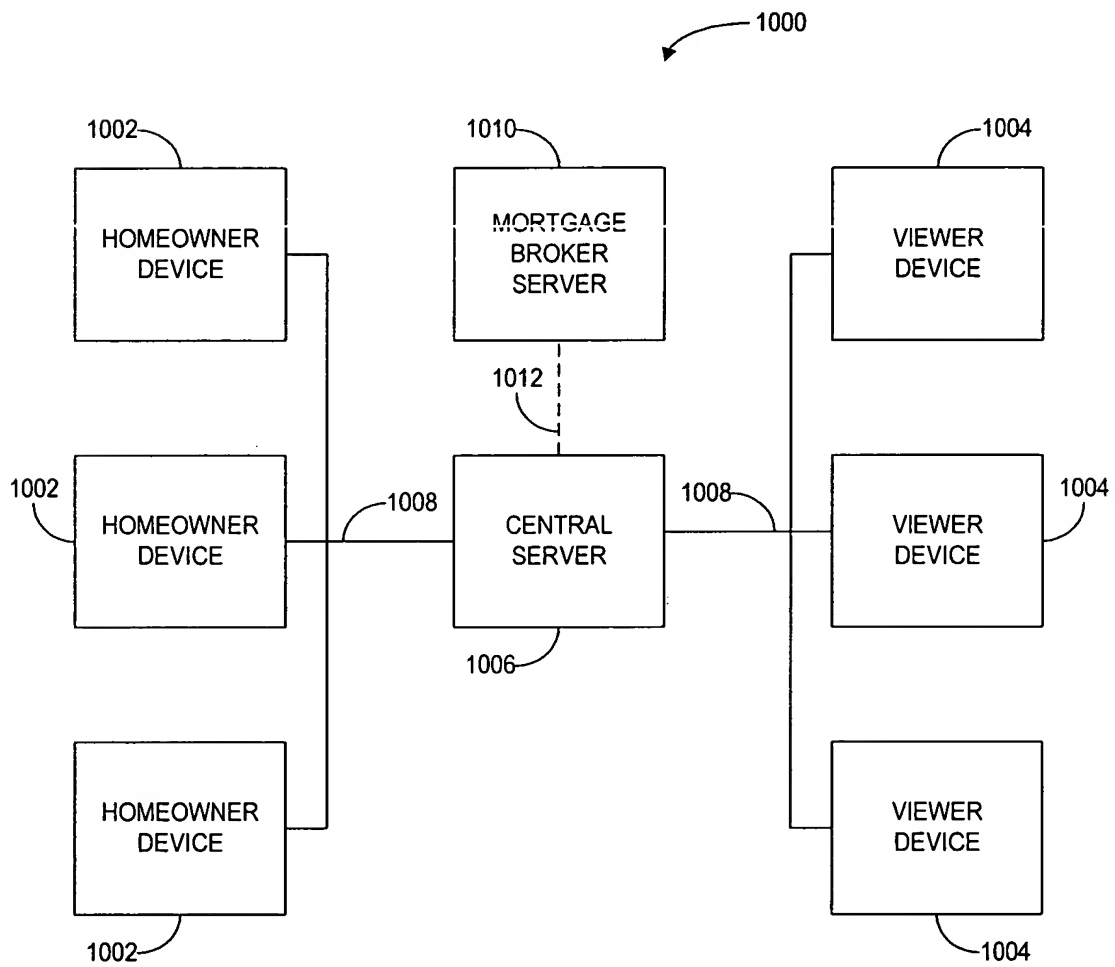 1000
1002
1010
1004
HOMEOWNER
DEVICE
MORTGAGE
BROKER
SERVER
VIEWER
DEVICE
1012
1002
HOMEOWNER
DEVICE
1008
CENTRAL
SERVER
1008
VIEWER
DEVICE
1004
1006
HOMEOWNER
DEVICE
VIEWER
DEVICE
1002
1004